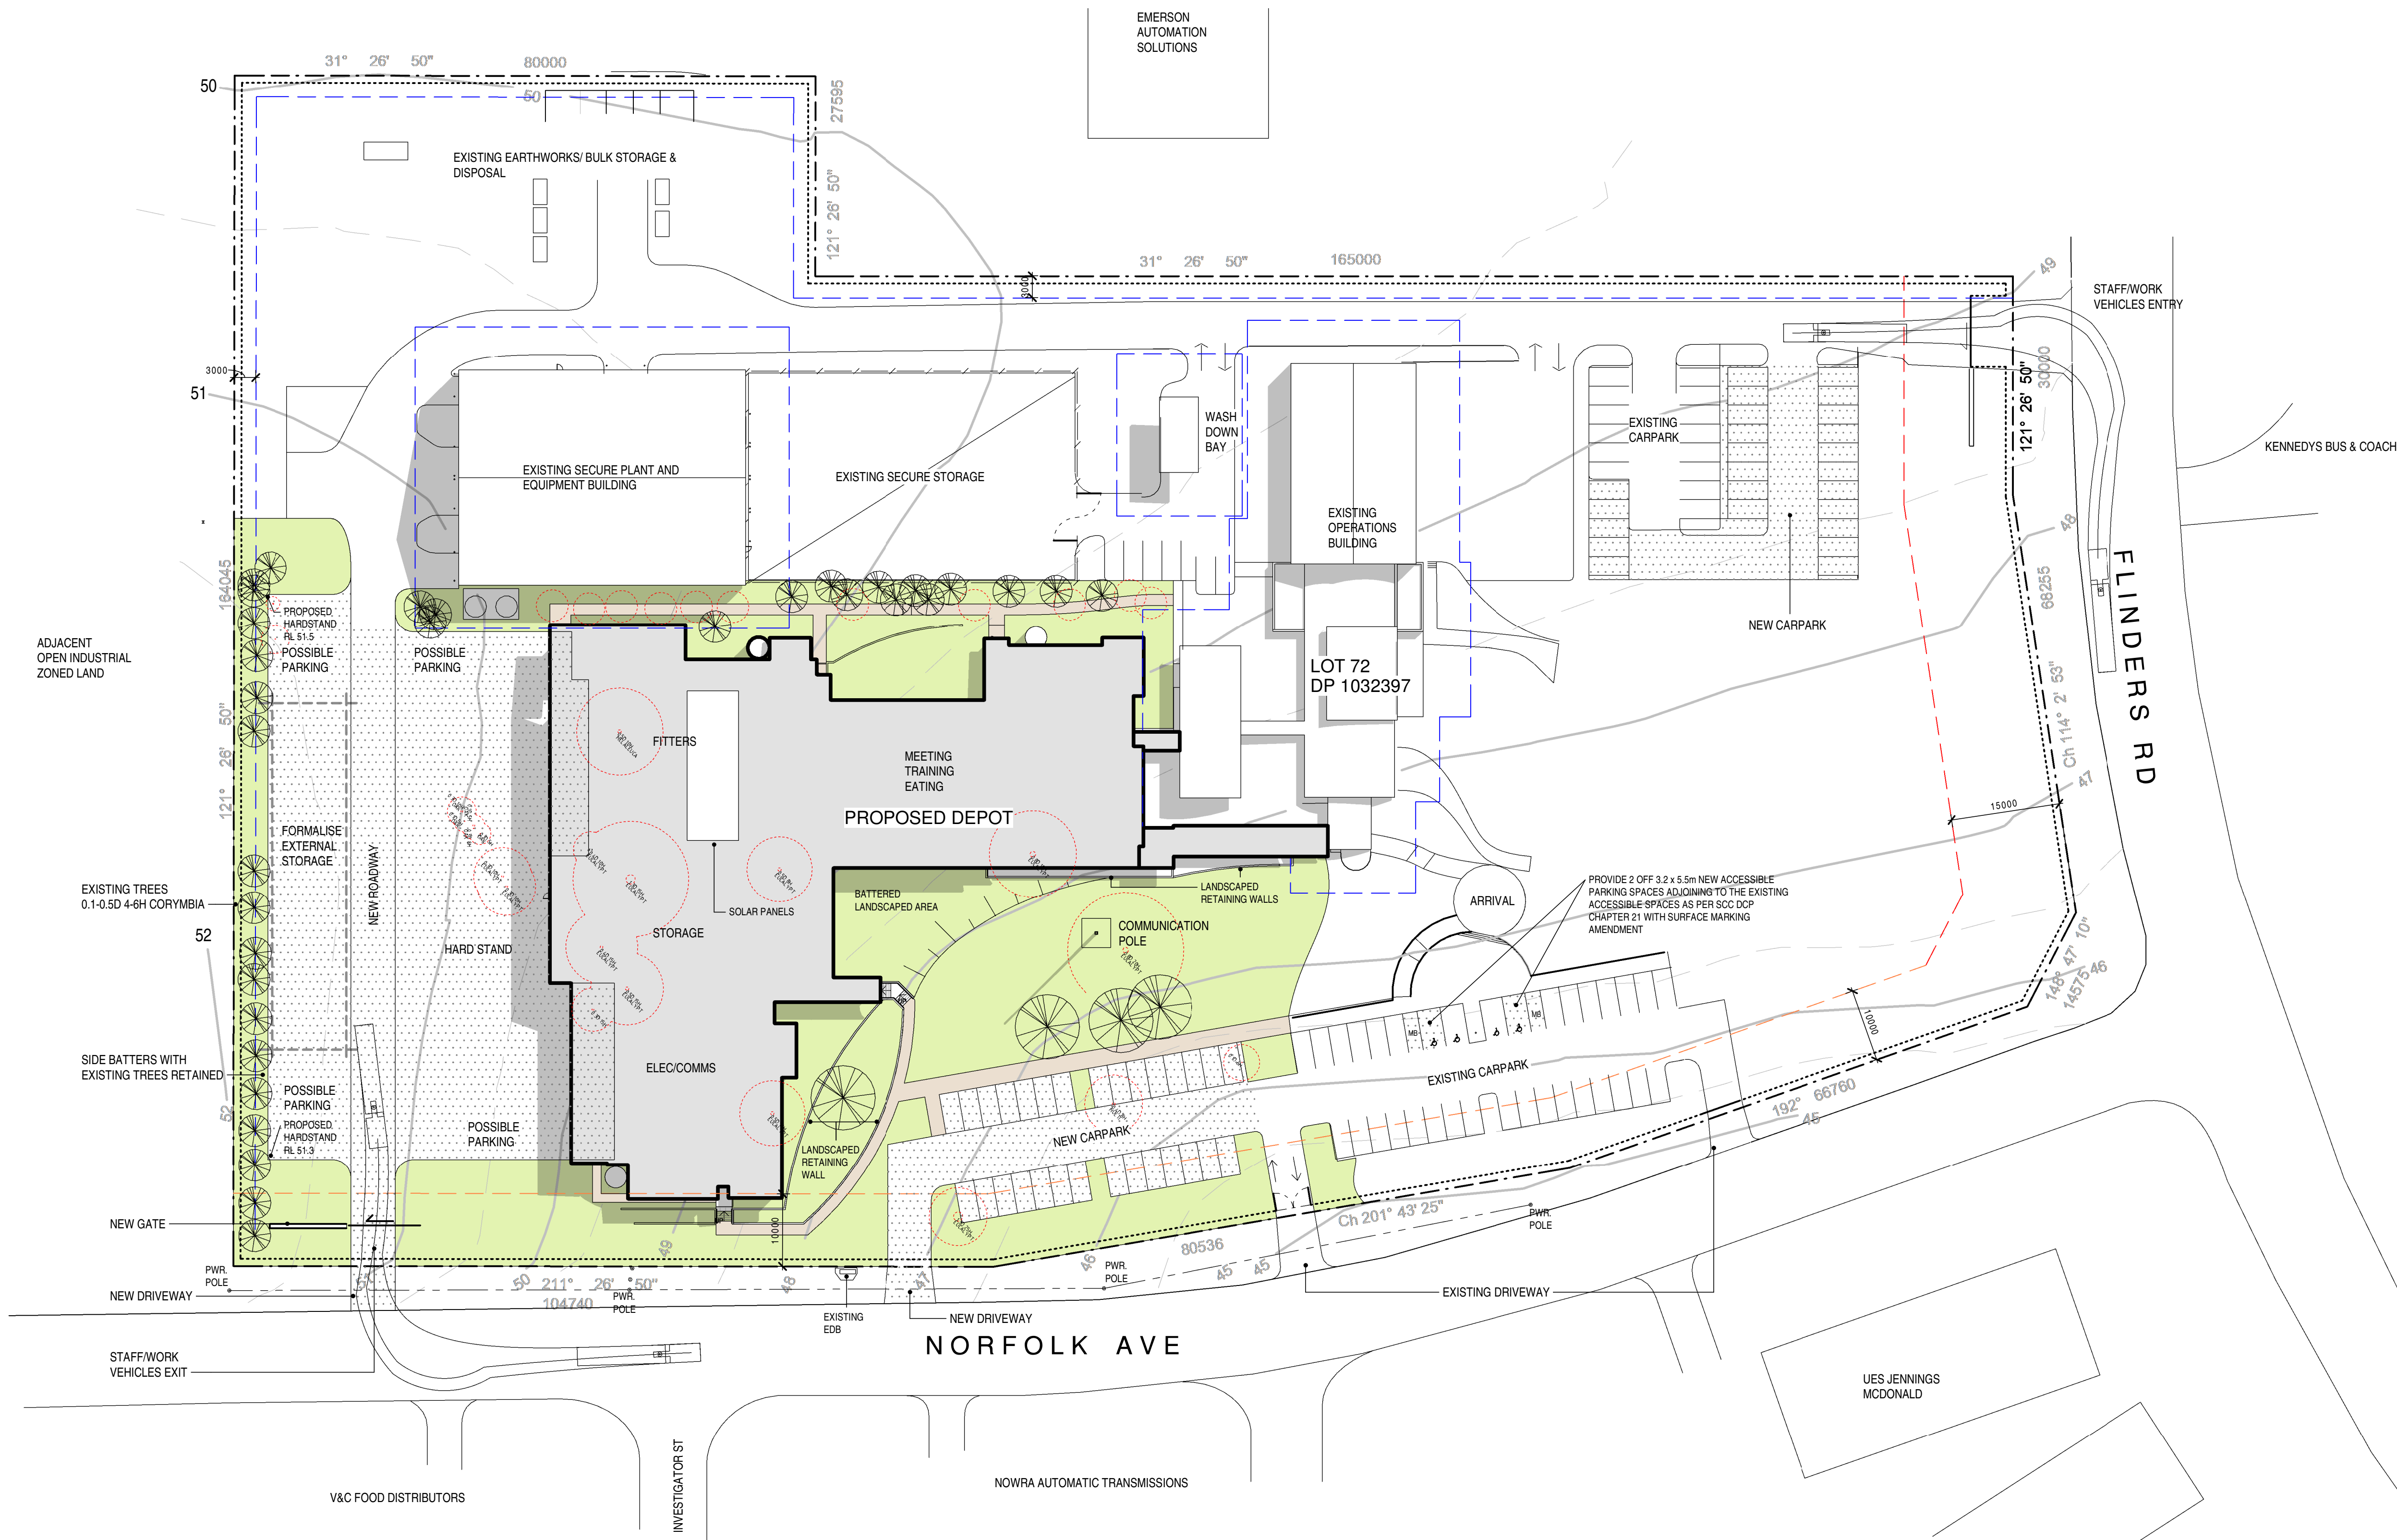 EMERSON
AUTOMATION
SOLUTIONS
31° 26' 50"
80000
50
50
27595
121° 26' 50"
EXISTING EARTHWORKS/ BULK STORAGE &
DISPOSAL
31° 26' 50"
165000
3000
49
STAFF/WORK
VEHICLES ENTRY
3000
51
30000
121° 26' 50"
WASH
DOWN
BAY
EXISTING
CARPARK
KENNEDYS BUS & COACH
EXISTING SECURE PLANT AND
EQUIPMENT BUILDING
EXISTING SECURE STORAGE
EXISTING
OPERATIONS
BUILDING
48
FLINDERS RD
68255
Ch 114° 2' 53"
164045
121° 26' 50"
PROPOSED
HARDSTAND
RL 51.5
POSSIBLE
PARKING
POSSIBLE
PARKING
ADJACENT
OPEN INDUSTRIAL
ZONED LAND
NEW CARPARK
LOT 72
DP 1032397
FITTERS
MELALEUCA
MEETING
TRAINING
EATING
PROPOSED DEPOT
47
15000
FORMALISE
EXTERNAL
STORAGE
NEW ROADWAY
EXISTING TREES
0.1-0.5D 4-6H CORYMBIA
52
HARD STAND
STORAGE
SOLAR PANELS
BATTERED
LANDSCAPED AREA
LANDSCAPED
RETAINING WALLS
COMMUNICATION
POLE
ARRIVAL
PROVIDE 2 OFF 3.2 x 5.5m NEW ACCESSIBLE
PARKING SPACES ADJOINING TO THE EXISTING
ACCESSIBLE SPACES AS PER SCC DCP
CHAPTER 21 WITH SURFACE MARKING
AMENDMENT
148° 47' 10"
14575
46
10000
MB
MB
SIDE BATTERS WITH
EXISTING TREES RETAINED
52
POSSIBLE
PARKING
PROPOSED
HARDSTAND
RL 51.3
POSSIBLE
PARKING
ELEC/COMMS
LANDSCAPED
RETAINING
WALL
NEW CARPARK
EXISTING CARPARK
192° 66760
45
NEW GATE
10000
49
Ch 201° 43' 25"
80536
PWR.
POLE
PWR.
POLE
PWR.
POLE
PWR.
POLE
50
211° 26' 50"
104740
48
47
46
45
45
NEW DRIVEWAY
EXISTING
EDB
NEW DRIVEWAY
EXISTING DRIVEWAY
NORFOLK AVE
STAFF/WORK
VEHICLES EXIT
UES JENNINGS
MCDONALD
V&C FOOD DISTRIBUTORS
INVESTIGATOR ST
NOWRA AUTOMATIC TRANSMISSIONS